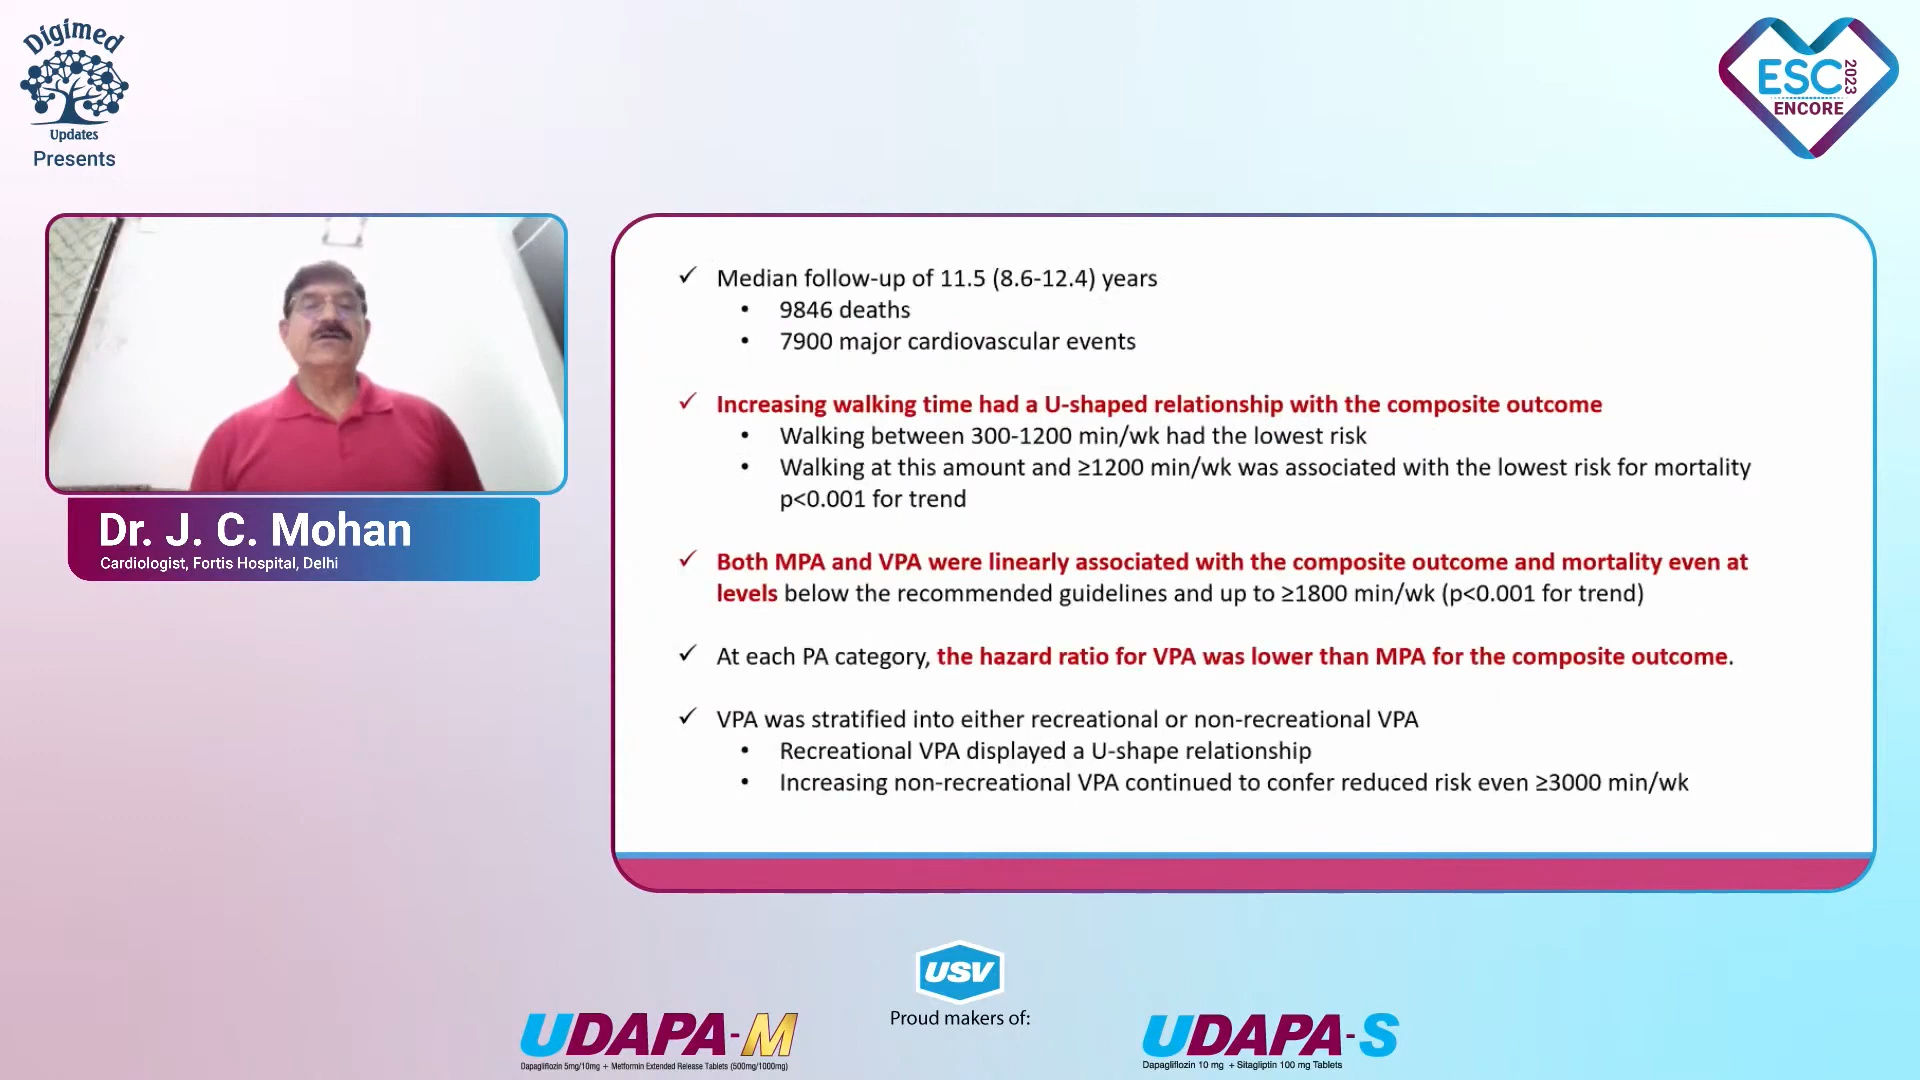 Digimed
Updates
Presents
ESC 2023
ENCORE
Dr. J. C. Mohan
Cardiologist, Fortis Hospital, Delhi
✓ Median follow-up of 11.5 (8.6-12.4) years
• 9846 deaths
• 7900 major cardiovascular events
✓ Increasing walking time had a U-shaped relationship with the composite outcome
• Walking between 300-1200 min/wk had the lowest risk
• Walking at this amount and ≥1200 min/wk was associated with the lowest risk for mortality
p<0.001 for trend
✓ Both MPA and VPA were linearly associated with the composite outcome and mortality even at
levels below the recommended guidelines and up to ≥1800 min/wk (p<0.001 for trend)
✓ At each PA category, the hazard ratio for VPA was lower than MPA for the composite outcome.
✓ VPA was stratified into either recreational or non-recreational VPA
• Recreational VPA displayed a U-shape relationship
• Increasing non-recreational VPA continued to confer reduced risk even ≥3000 min/wk
USV
Proud makers of:
UDAPA-M
Dapagliflozin 5mg/10mg + Metformin Extended Release Tablets (500mg/1000mg)
UDAPA-S
Dapagliflozin 10 mg + Sitagliptin 100 mg Tablets